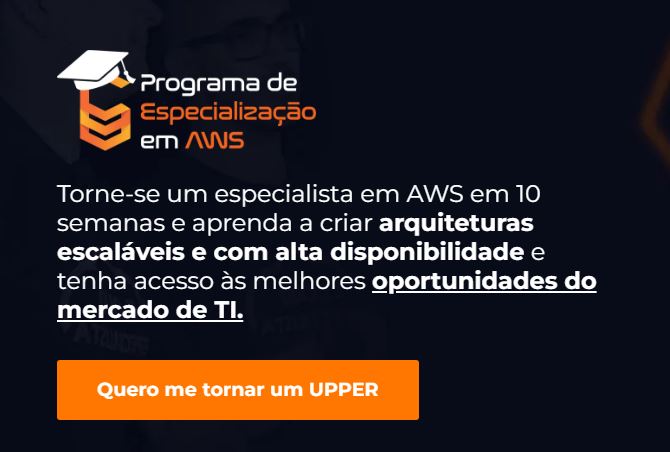 Programa de
Especialização
em AWS
Torne-se um especialista em AWS em 10
semanas e aprenda a criar arquiteturas
escaláveis e com alta disponibilidade e
tenha acesso às melhores oportunidades do
mercado de TI.
Quero me tornar um UPPER